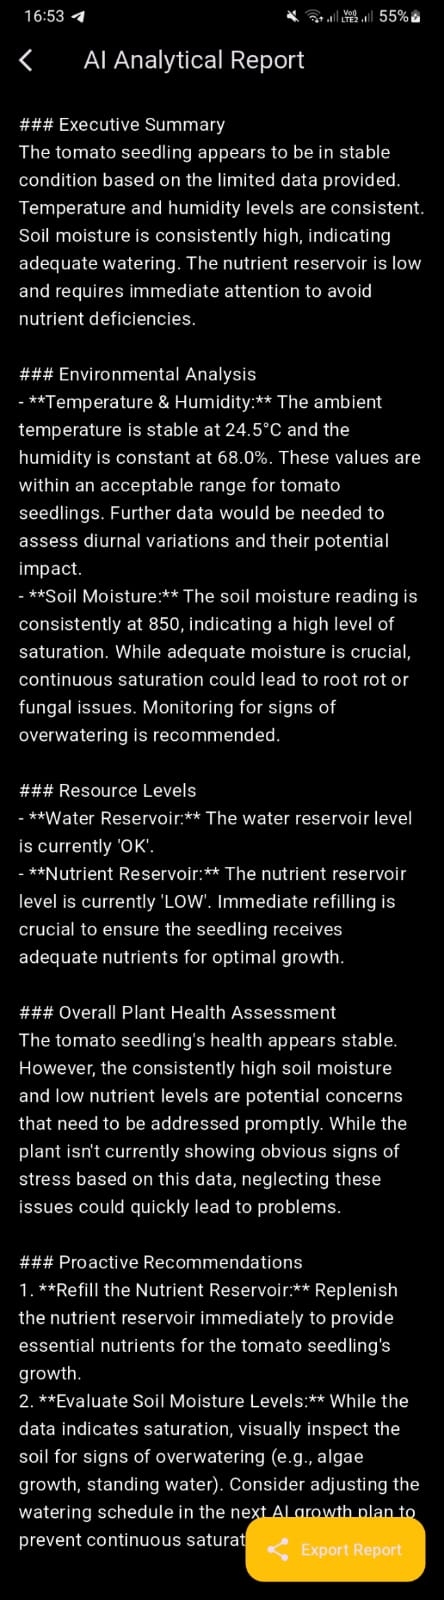 16:53
Vo))
LTE2
55%
AI Analytical Report
### Executive Summary
The tomato seedling appears to be in stable
condition based on the limited data provided.
Temperature and humidity levels are consistent.
Soil moisture is consistently high, indicating
adequate watering. The nutrient reservoir is low
and requires immediate attention to avoid
nutrient deficiencies.
### Environmental Analysis
- **Temperature & Humidity:** The ambient
temperature is stable at 24.5°C and the
humidity is constant at 68.0%. These values are
within an acceptable range for tomato
seedlings. Further data would be needed to
assess diurnal variations and their potential
impact.
- **Soil Moisture:** The soil moisture reading is
consistently at 850, indicating a high level of
saturation. While adequate moisture is crucial,
continuous saturation could lead to root rot or
fungal issues. Monitoring for signs of
overwatering is recommended.
### Resource Levels
- **Water Reservoir:** The water reservoir level
is currently 'OK'.
- **Nutrient Reservoir:** The nutrient reservoir
level is currently 'LOW'. Immediate refilling is
crucial to ensure the seedling receives
adequate nutrients for optimal growth.
### Overall Plant Health Assessment
The tomato seedling's health appears stable.
However, the consistently high soil moisture
and low nutrient levels are potential concerns
that need to be addressed promptly. While the
plant isn't currently showing obvious signs of
stress based on this data, neglecting these
issues could quickly lead to problems.
### Proactive Recommendations
1. **Refill the Nutrient Reservoir:** Replenish
the nutrient reservoir immediately to provide
essential nutrients for the tomato seedling's
growth.
2. **Evaluate Soil Moisture Levels:** While the
data indicates saturation, visually inspect the
soil for signs of overwatering (e.g., algae
growth, standing water). Consider adjusting the
watering schedule in the next AI growth plan to
prevent continuous saturat
Export Report